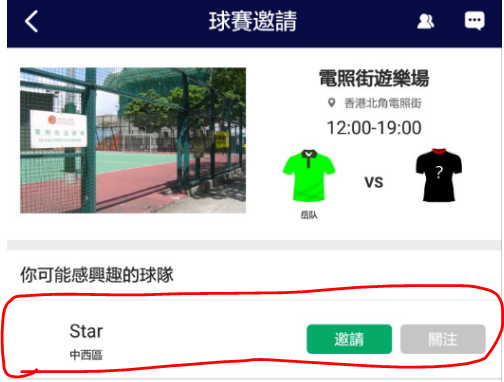 球賽邀請
電照街遊樂場
香港北角電照街
12:00-19:00
?
VS
岳队
你可能感興趣的球隊
Star
中西區
邀請
關注